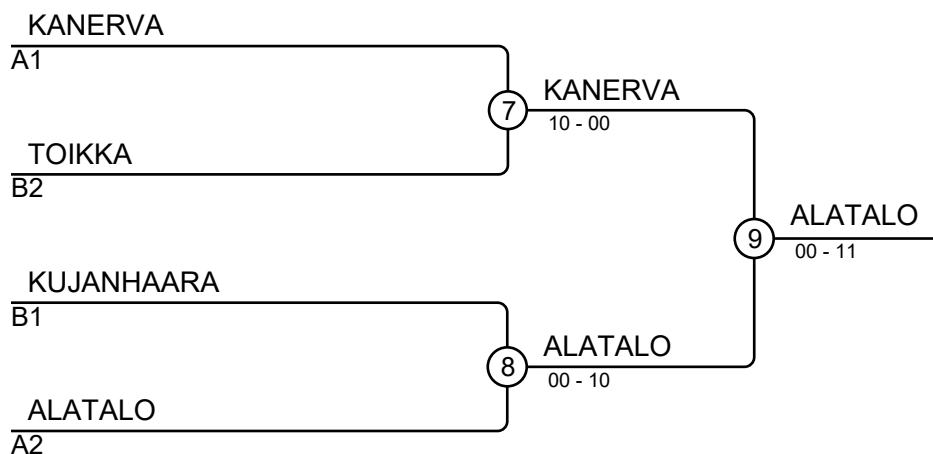 KANERVA
A1
7
KANERVA
10 - 00
TOIKKA
B2
9
ALATALO
00 - 11
KUJANHAARA
B1
8
ALATALO
00 - 10
ALATALO
A2